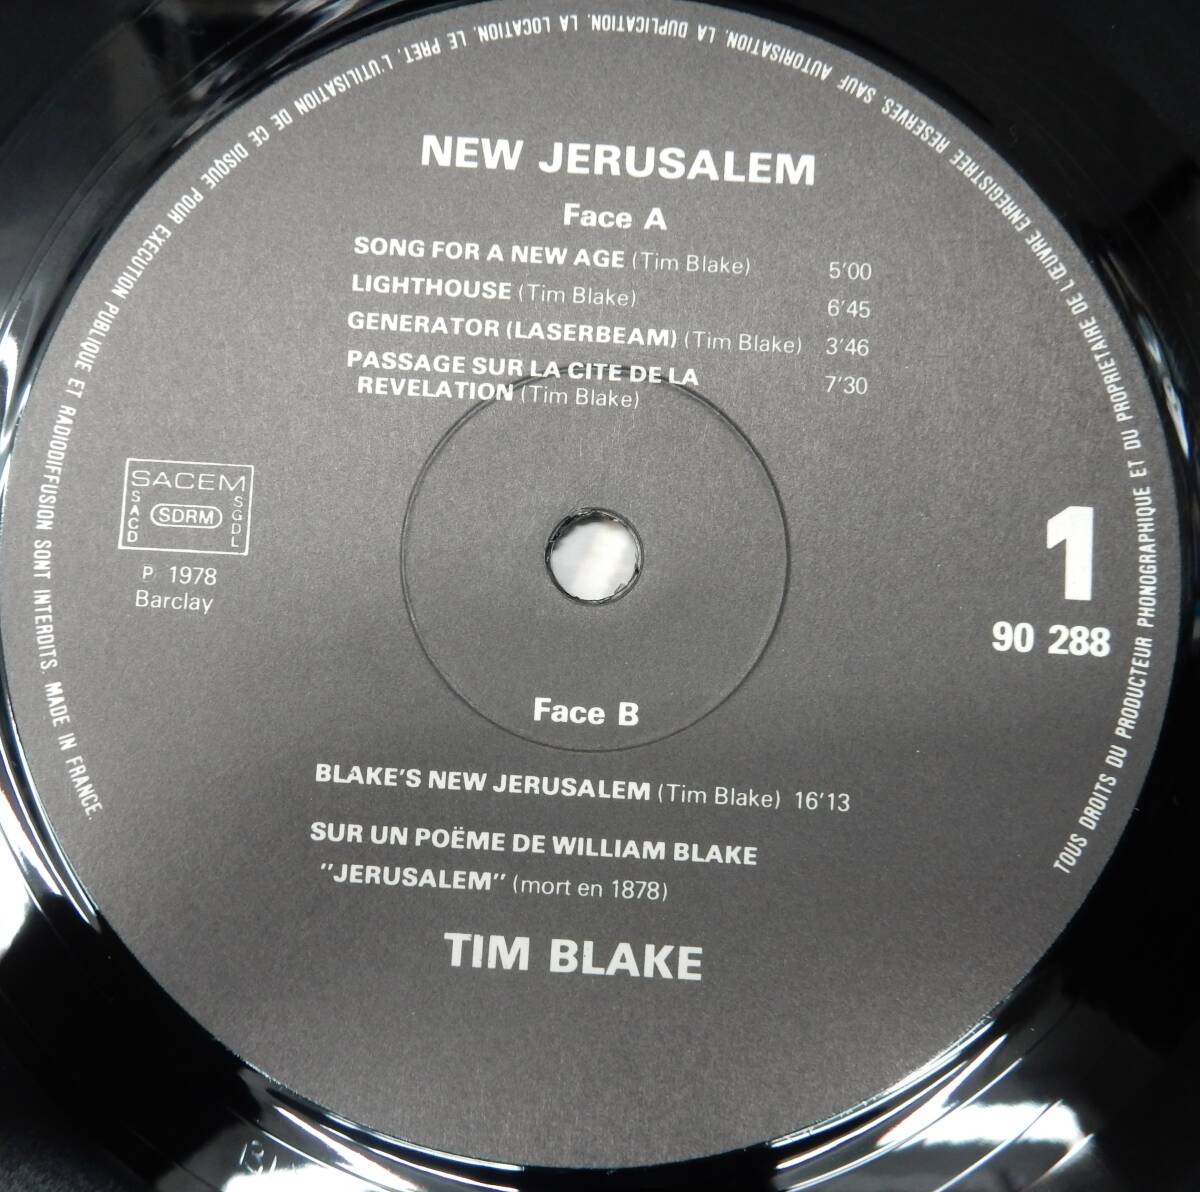 NEW JERUSALEM
Face A
SONG FOR A NEW AGE (Tim Blake) 5'00
LIGHTHOUSE (Tim Blake) 6'45
GENERATOR (LASERBEAM) (Tim Blake) 3'46
PASSAGE SUR LA CITE DE LA
REVELATION (Tim Blake) 7'30
SACEM
SACD
SDRM
SGDL
P 1978
Barclay
1
90 288
Face B
BLAKE'S NEW JERUSALEM (Tim Blake) 16'13
SUR UN POËME DE WILLIAM BLAKE
"JERUSALEM" (mort en 1878)
TIM BLAKE
TOUS DROITS DU PRODUCTEUR PHONOGRAPHIQUE ET DU PROPRIETAIRE DE L'ŒUVRE ENREGISTREE RESERVES. SAUF AUTORISATION, LA DUPLICATION, LA LOCATION, LE PRET, L'UTILISATION DE CE DISQUE POUR EXECUTION PUBLIQUE ET RADIODIFFUSION SONT INTERDITS. MADE IN FRANCE.